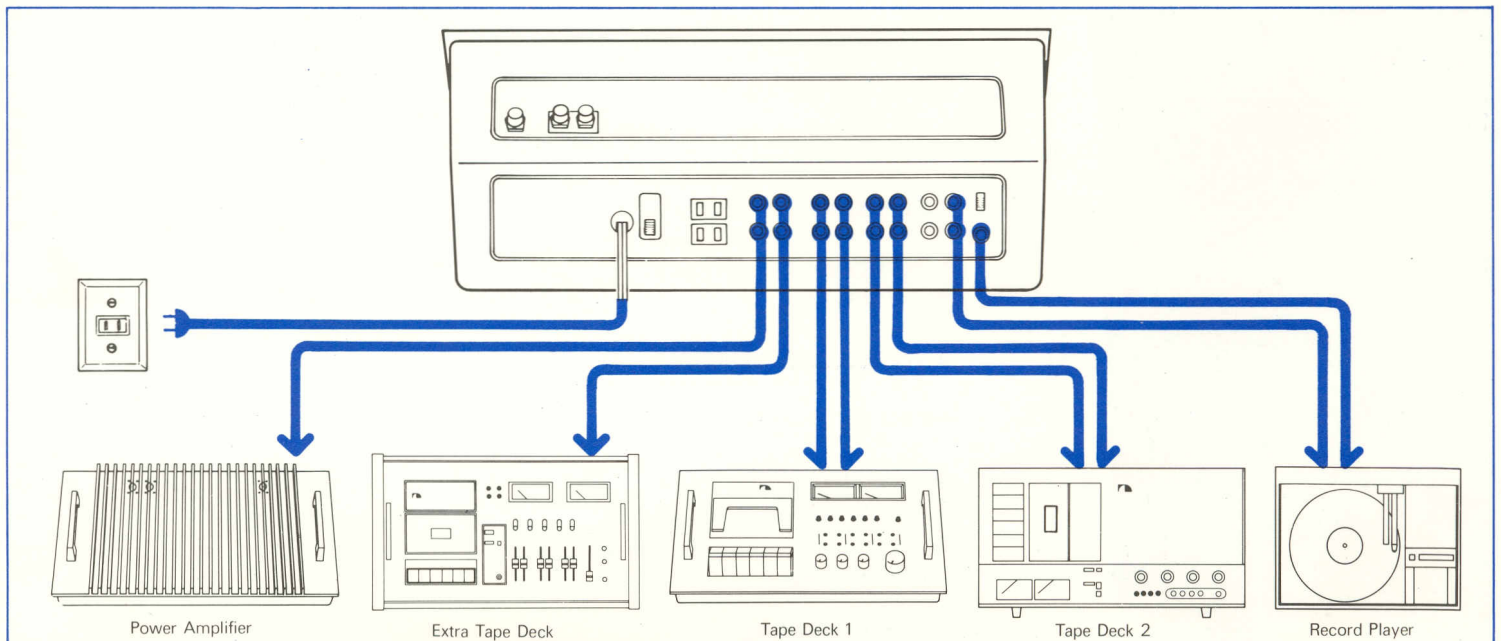 Power Amplifier
Extra Tape Deck
Tape Deck 1
Tape Deck 2
Record Player